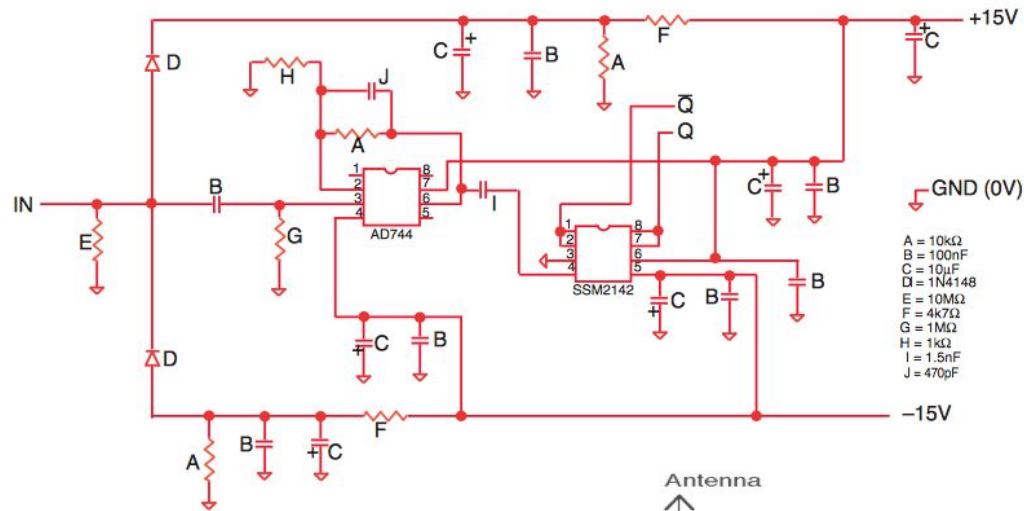 +15V
F
C +
B
A
C +
D
H
J
A
Q̅
Q
1 8
2 7
3 6
4 5
AD744
I
C +
B
GND (0V)
IN
B
E
G
1 8
2 7
3 6
4 5
SSM2142
C +
B
B
A = 10kΩ
B = 100nF
C = 10µF
D = 1N4148
E = 10MΩ
F = 4k7Ω
G = 1MΩ
H = 1kΩ
I = 1.5nF
J = 470pF
C +
B
D
F
–15V
A
B
C +
Antenna